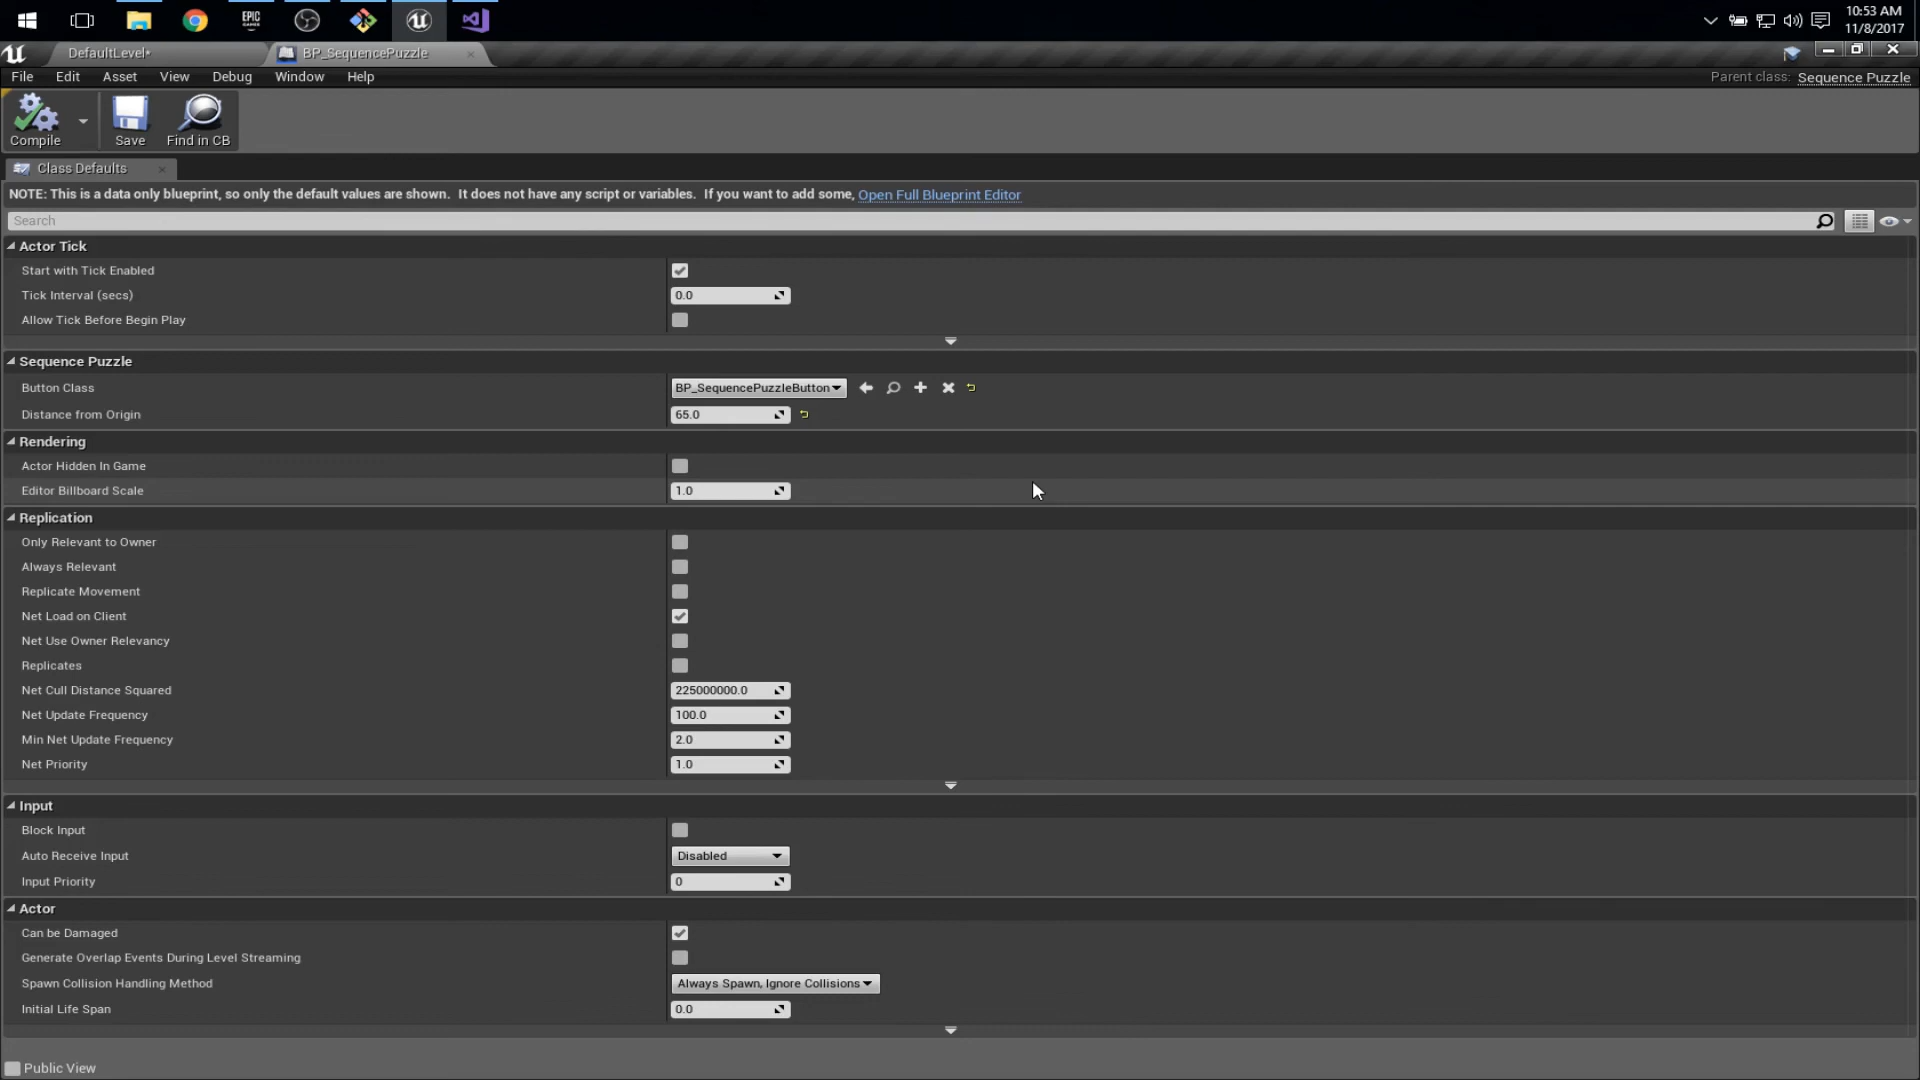 EPIC
GAMES
10:53 AM
11/8/2017
DefaultLevel*
BP_SequencePuzzle
File Edit Asset View Debug Window Help
Parent class: Sequence Puzzle
Compile
Save
Find in CB
Class Defaults
NOTE: This is a data only blueprint, so only the default values are shown. It does not have any script or variables. If you want to add some, Open Full Blueprint Editor
Search
Actor Tick
Start with Tick Enabled
Tick Interval (secs) 0.0
Allow Tick Before Begin Play
Sequence Puzzle
Button Class BP_SequencePuzzleButton
Distance from Origin 65.0
Rendering
Actor Hidden In Game
Editor Billboard Scale 1.0
Replication
Only Relevant to Owner
Always Relevant
Replicate Movement
Net Load on Client
Net Use Owner Relevancy
Replicates
Net Cull Distance Squared 225000000.0
Net Update Frequency 100.0
Min Net Update Frequency 2.0
Net Priority 1.0
Input
Block Input
Auto Receive Input Disabled
Input Priority 0
Actor
Can be Damaged
Generate Overlap Events During Level Streaming
Spawn Collision Handling Method Always Spawn, Ignore Collisions
Initial Life Span 0.0
Public View